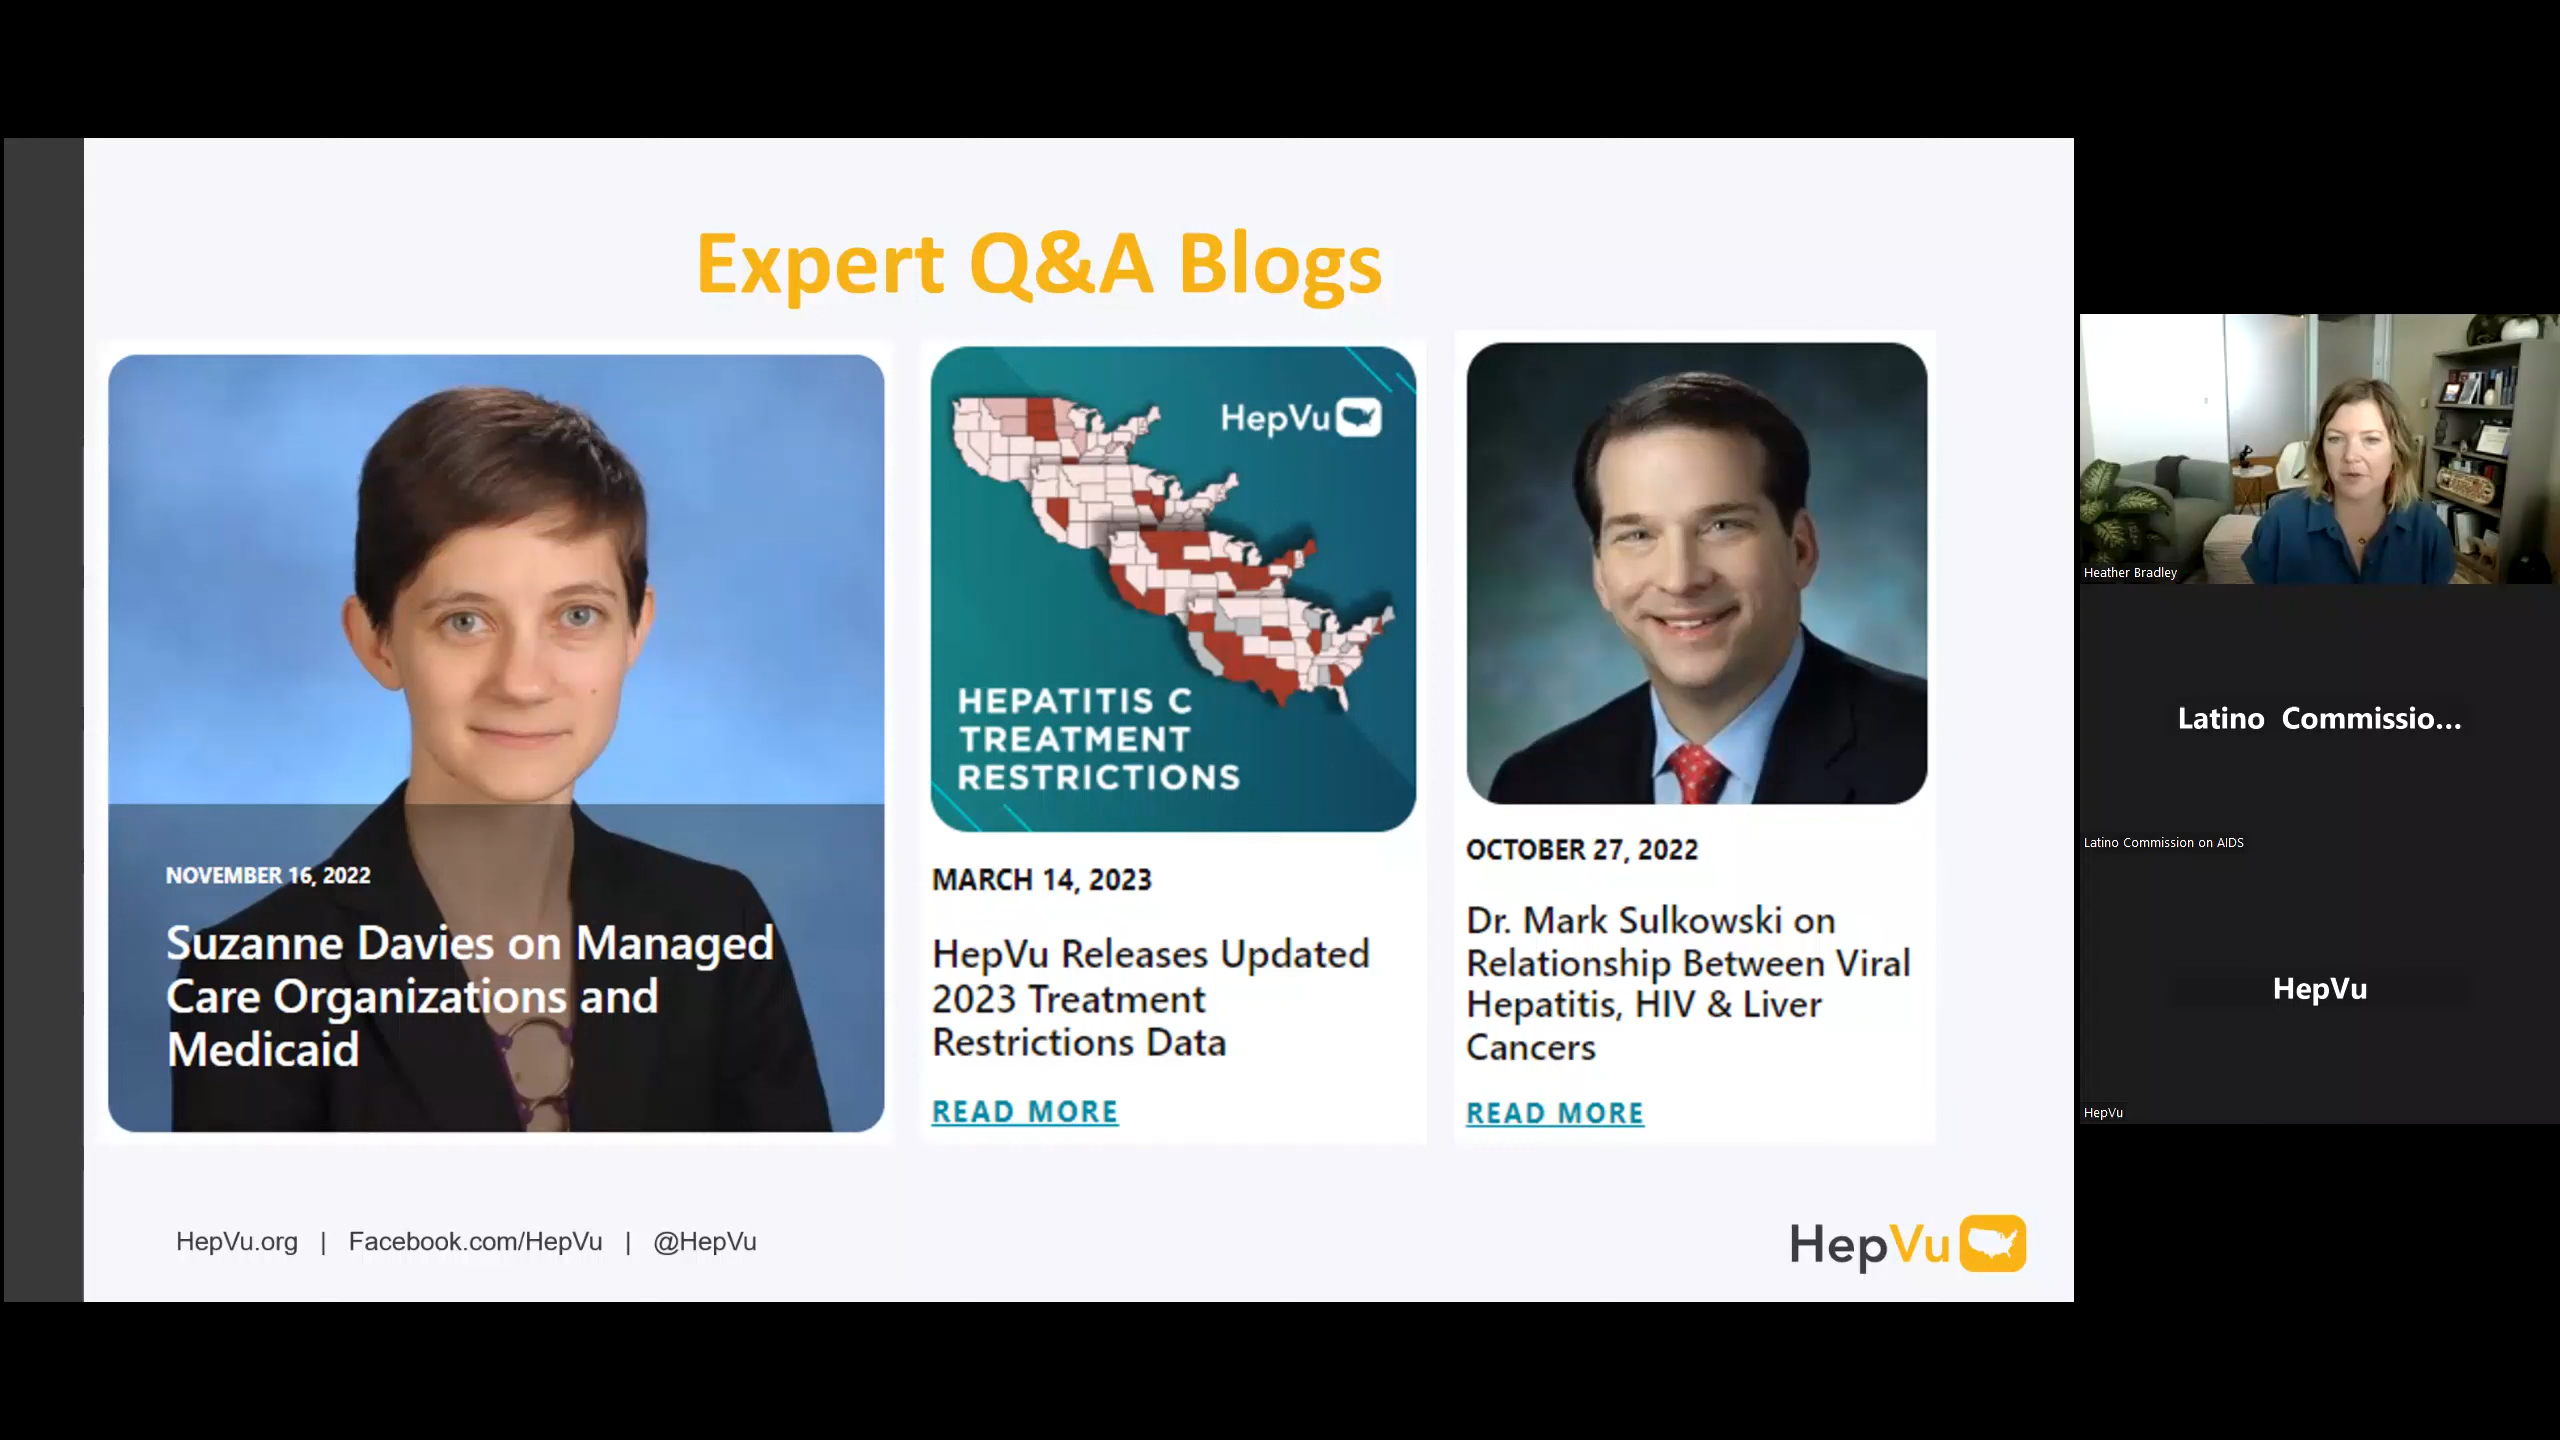 Expert Q&A Blogs
NOVEMBER 16, 2022
Suzanne Davies on Managed
Care Organizations and
Medicaid
HepVu
HEPATITIS C
TREATMENT
RESTRICTIONS
MARCH 14, 2023
HepVu Releases Updated
2023 Treatment
Restrictions Data
READ MORE
OCTOBER 27, 2022
Dr. Mark Sulkowski on
Relationship Between Viral
Hepatitis, HIV & Liver
Cancers
READ MORE
HepVu.org | Facebook.com/HepVu | @HepVu
HepVu
Heather Bradley
Latino Commissio...
Latino Commission on AIDS
HepVu
HepVu